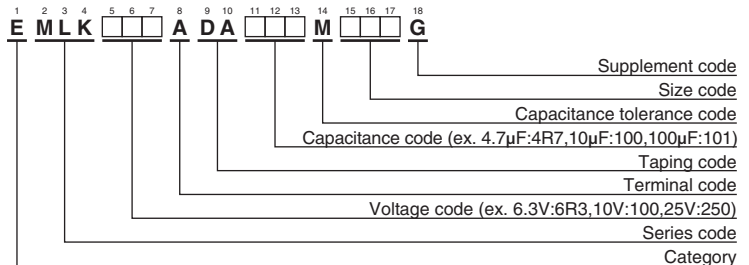 1 2 3 4 5 6 7 8 9 10 11 12 13 14 15 16 17 18
E M L K □□□ A D A □□□ M □□□ G
Supplement code
Size code
Capacitance tolerance code
Capacitance code (ex. 4.7μF:4R7,10μF:100,100μF:101)
Taping code
Terminal code
Voltage code (ex. 6.3V:6R3,10V:100,25V:250)
Series code
Category